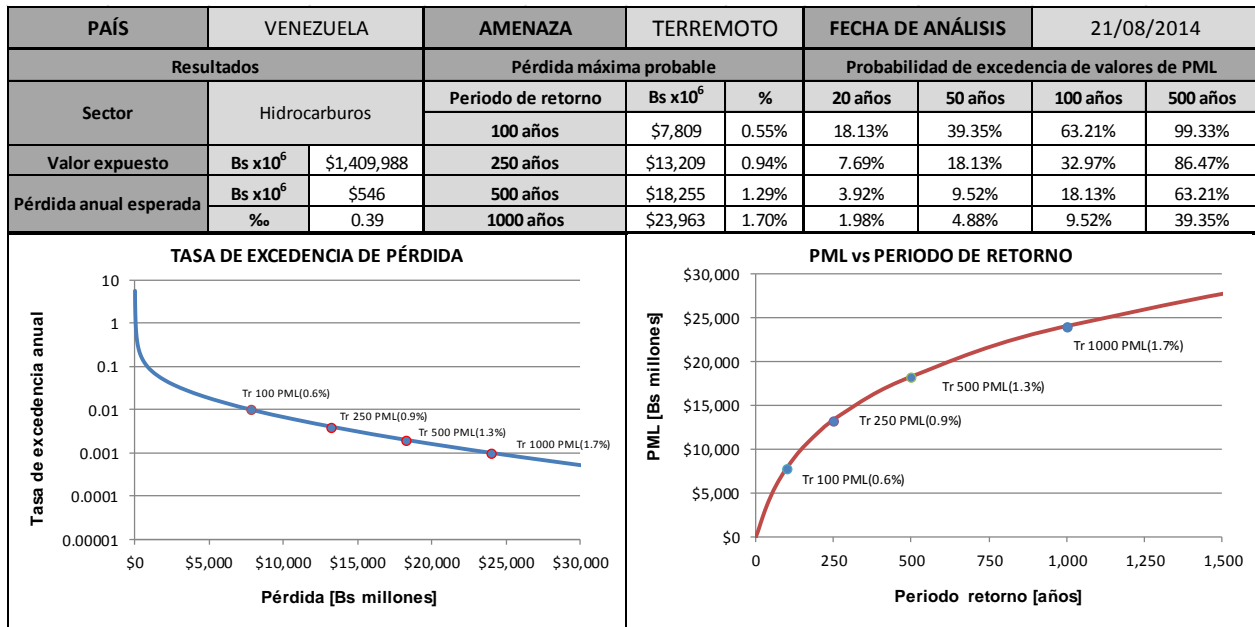 PAÍS VENEZUELA AMENAZA TERREMOTO FECHA DE ANÁLISIS 21/08/2014
Resultados Pérdida máxima probable Probabilidad de excedencia de valores de PML
Sector Hidrocarburos Periodo de retorno Bs x10⁶ % 20 años 50 años 100 años 500 años
100 años $7,809 0.55% 18.13% 39.35% 63.21% 99.33%
Valor expuesto Bs x10⁶ $1,409,988 250 años $13,209 0.94% 7.69% 18.13% 32.97% 86.47%
Pérdida anual esperada Bs x10⁶ $546 500 años $18,255 1.29% 3.92% 9.52% 18.13% 63.21%
‰ 0.39 1000 años $23,963 1.70% 1.98% 4.88% 9.52% 39.35%
TASA DE EXCEDENCIA DE PÉRDIDA
Tasa de excedencia anual
10
1
0.1
0.01
0.001
0.0001
0.00001
Tr 100 PML(0.6%)
Tr 250 PML(0.9%)
Tr 500 PML(1.3%)
Tr 1000 PML(1.7%)
$0 $5,000 $10,000 $15,000 $20,000 $25,000 $30,000
Pérdida [Bs millones]
PML vs PERIODO DE RETORNO
PML [Bs millones]
$30,000
$25,000
$20,000
$15,000
$10,000
$5,000
$0
Tr 1000 PML(1.7%)
Tr 500 PML(1.3%)
Tr 250 PML(0.9%)
Tr 100 PML(0.6%)
0 250 500 750 1,000 1,250 1,500
Periodo retorno [años]